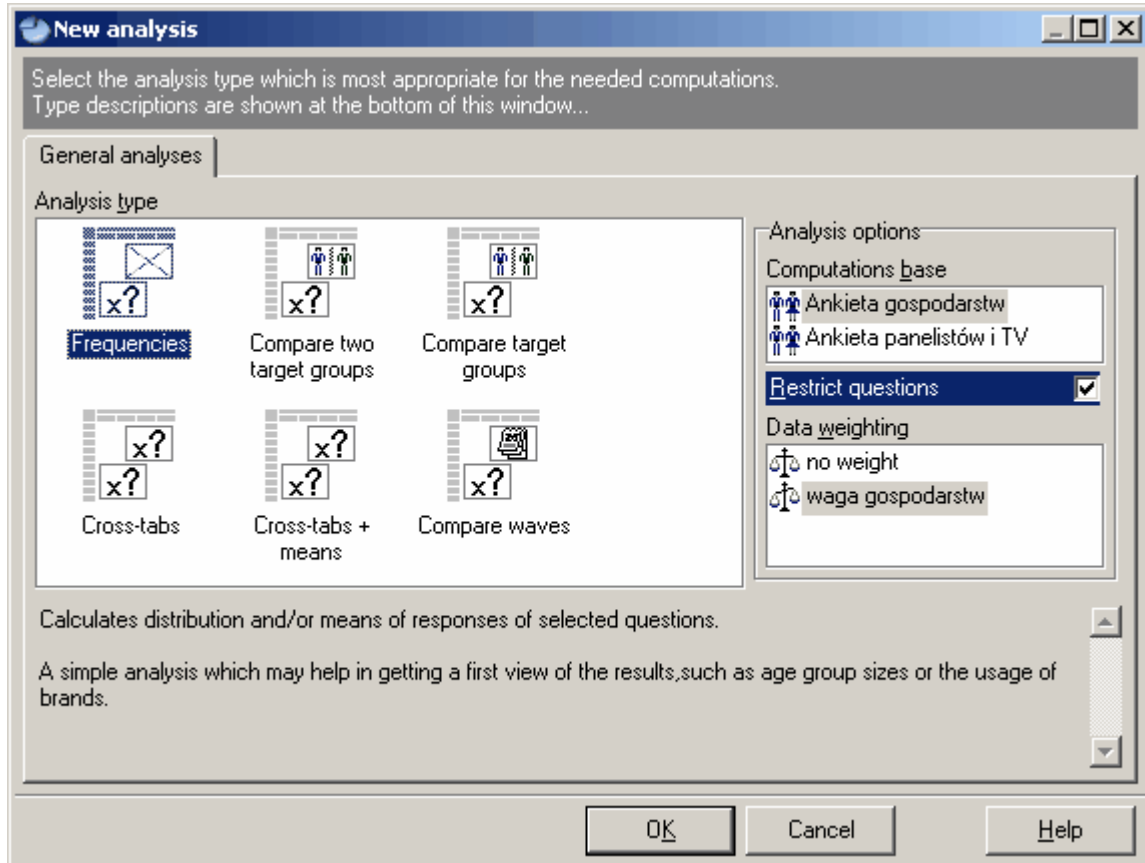 New analysis
Select the analysis type which is most appropriate for the needed computations.
Type descriptions are shown at the bottom of this window...
General analyses
Analysis type
x?
Frequencies
x?
Compare two
target groups
x?
Compare target
groups
x?
x?
Cross-tabs
x?
x?
Cross-tabs +
means
x?
Compare waves
Analysis options
Computations base
Ankieta gospodarstw
Ankieta panelistów i TV
Restrict questions
Data weighting
no weight
waga gospodarstw
Calculates distribution and/or means of responses of selected questions.
A simple analysis which may help in getting a first view of the results,such as age group sizes or the usage of
brands.
OK
Cancel
Help